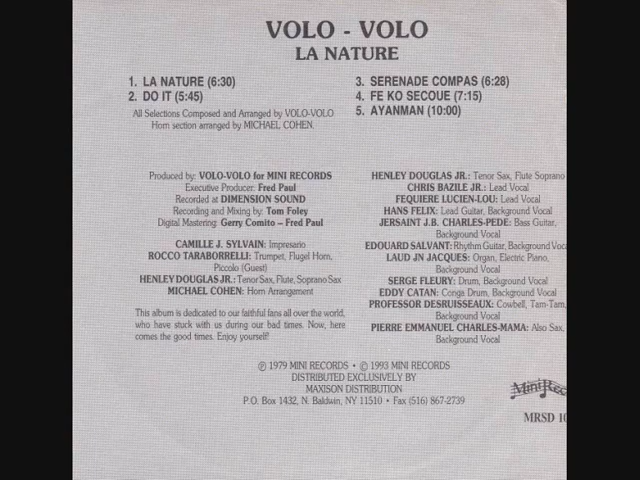 VOLO - VOLO
LA NATURE
1. LA NATURE (6:30)
2. DO IT (5:45)
3. SERENADE COMPAS (6:28)
4. FE KO SECOUE (7:15)
5. AYANMAN (10:00)
All Selections Composed and Arranged by VOLO-VOLO
Horn section arranged by MICHAEL COHEN.
Produced by: VOLO-VOLO for MINI RECORDS
Executive Producer: Fred Paul
Recorded at DIMENSION SOUND
Recording and Mixing by: Tom Foley
Digital Mastering: Gerry Comito – Fred Paul
CAMILLE J. SYLVAIN: Impresario
ROCCO TARABORRELLI: Trumpet, Flugel Horn,
Piccolo (Guest)
HENLEY DOUGLAS JR.: Tenor Sax, Flute, Soprano Sax
MICHAEL COHEN: Horn Arrangement
This album is dedicated to our faithful fans all over the world,
who have stuck with us during our bad times. Now, here
comes the good times. Enjoy yourself!
HENLEY DOUGLAS JR.: Tenor Sax, Flute Soprano
CHRIS BAZILE JR.: Lead Vocal
FEQUIERE LUCIEN-LOU: Lead Vocal
HANS FELIX: Lead Guitar, Background Vocal
JERSAINT J.B. CHARLES-PEDE: Bass Guitar,
Background Vocal
EDOUARD SALVANT: Rhythm Guitar, Background Voc
LAUD JN JACQUES: Organ, Electric Piano,
Background Vocal
SERGE FLEURY: Drum, Background Vocal
EDDY CATAN: Conga Drum, Background Vocal
PROFESSOR DESRUISSEAUX: Cowbell, Tam-Tam,
Background Vocal
PIERRE EMMANUEL CHARLES-MAMA: Also Sax,
Background Vocal
℗ 1979 MINI RECORDS • © 1993 MINI RECORDS
DISTRIBUTED EXCLUSIVELY BY
MAXISON DISTRIBUTION
P.O. Box 1432, N. Baldwin, NY 11510 • Fax (516) 867-2739
Mini Rec
MRSD 10